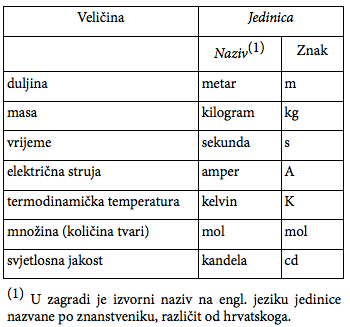 Veličina Jedinica
Naziv(1) Znak
duljina metar m
masa kilogram kg
vrijeme sekunda s
električna struja amper A
termodinamička temperatura kelvin K
množina (količina tvari) mol mol
svjetlosna jakost kandela cd
(1) U zagradi je izvorni naziv na engl. jeziku jedinice
nazvane po znanstveniku, različit od hrvatskoga.